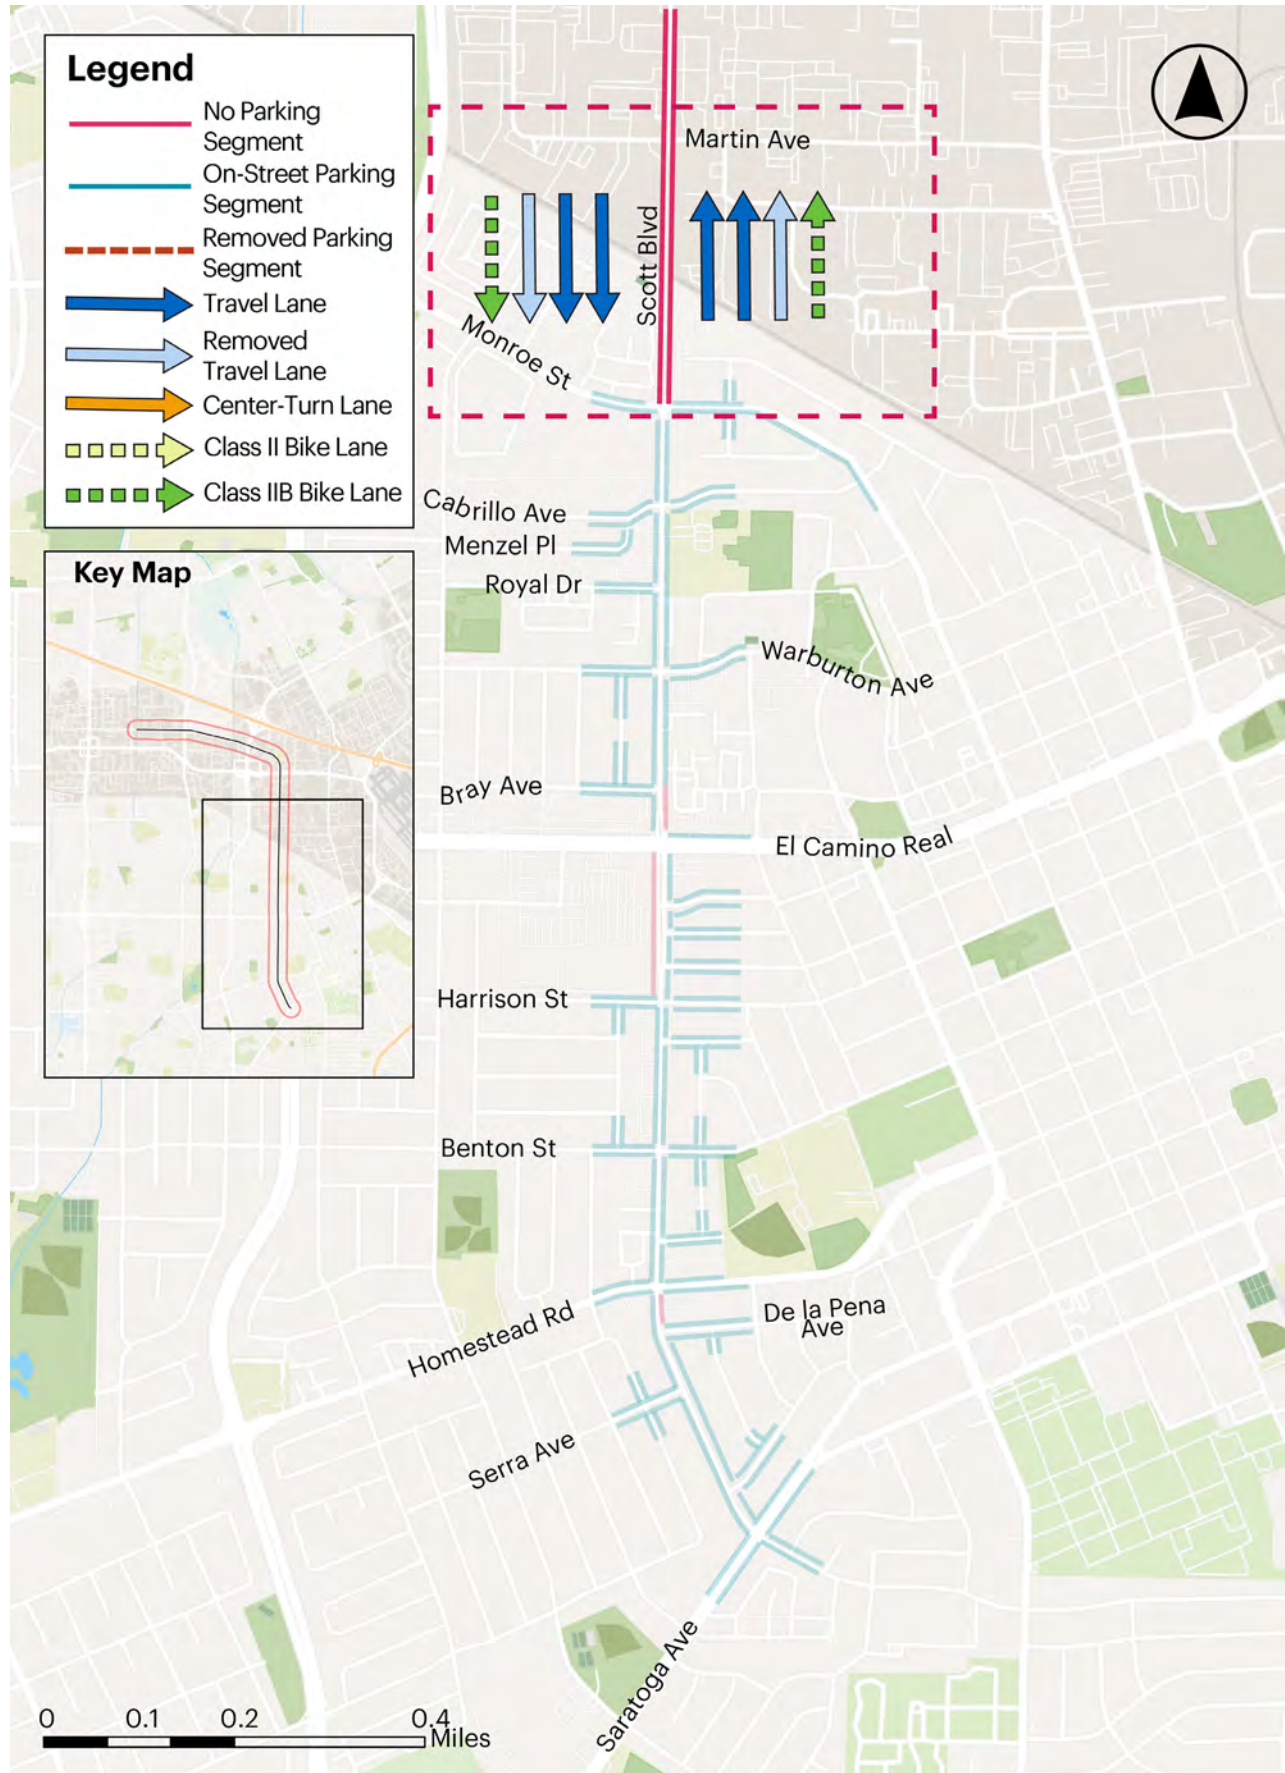 Legend
No Parking
Segment
On-Street Parking
Segment
Removed Parking
Segment
Travel Lane
Removed
Travel Lane
Center-Turn Lane
Class II Bike Lane
Class IIB Bike Lane
Key Map
Martin Ave
Scott Blvd
Monroe St
Cabrillo Ave
Menzel Pl
Royal Dr
Warburton Ave
Bray Ave
El Camino Real
Harrison St
Benton St
Homestead Rd
De la Pena
Ave
Serra Ave
Saratoga Ave
0 0.1 0.2 0.4
Miles